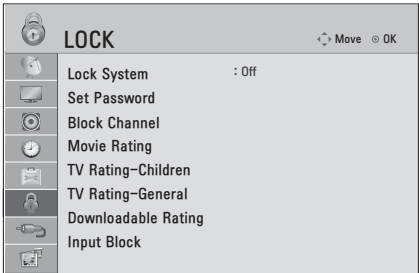 LOCK
Move OK
Lock System : Off
Set Password
Block Channel
Movie Rating
TV Rating-Children
TV Rating-General
Downloadable Rating
Input Block